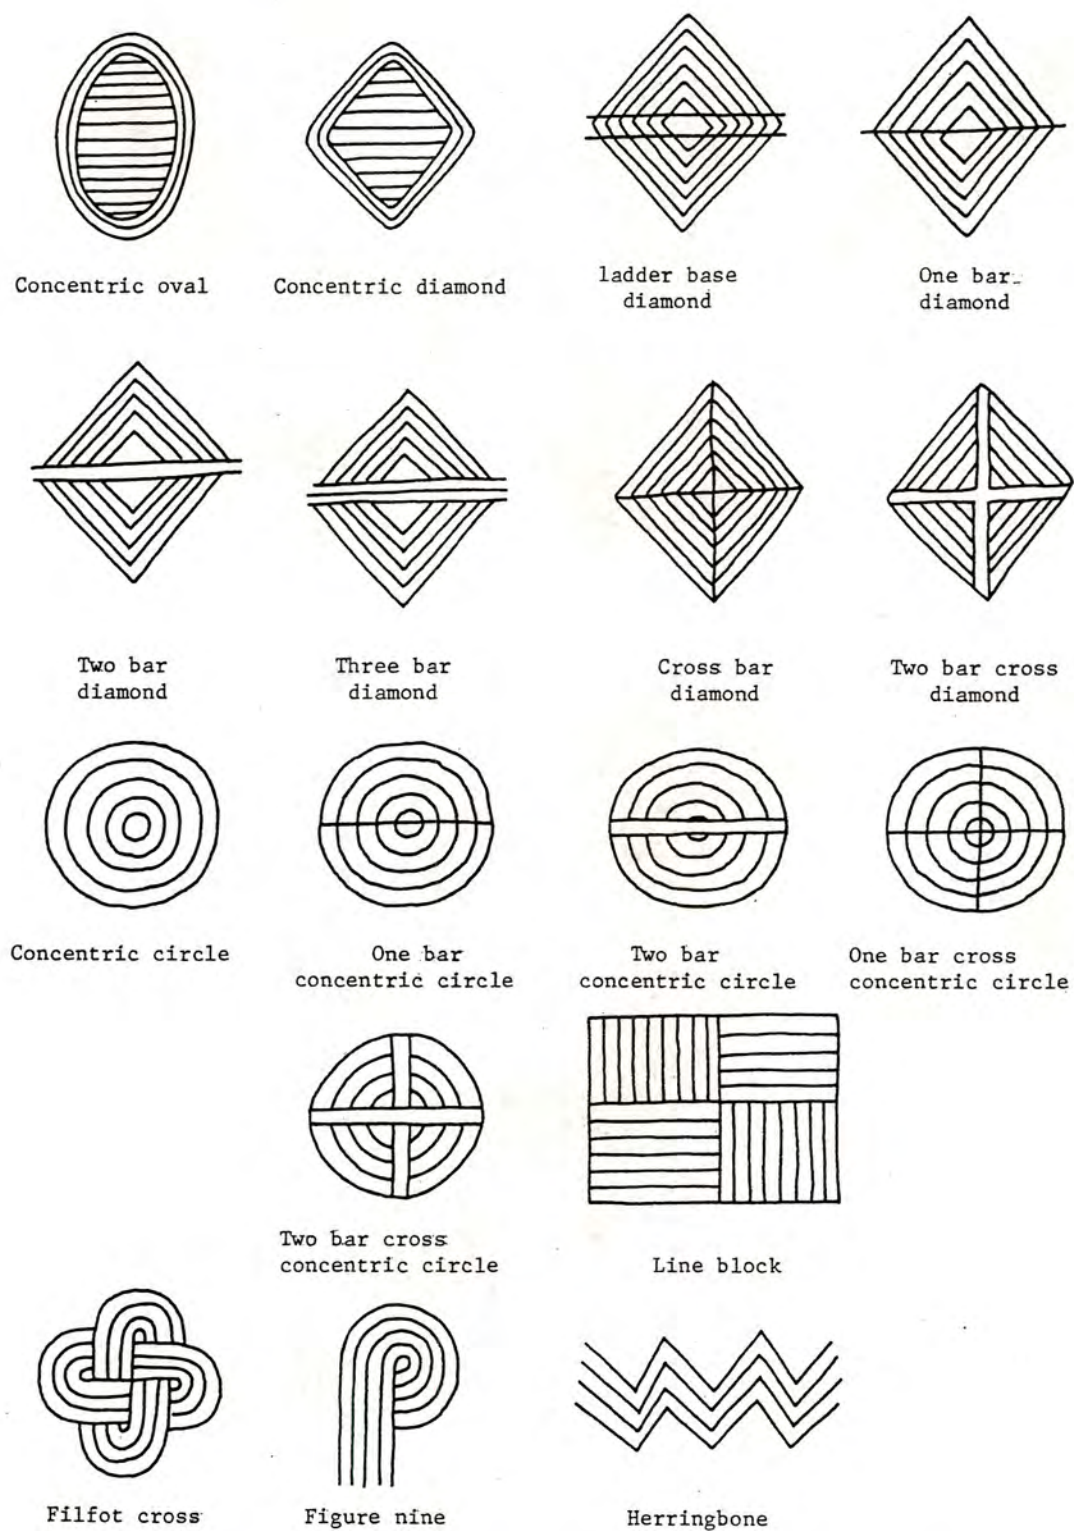 Concentric oval
Concentric diamond
ladder base
diamond
One bar
diamond
Two bar
diamond
Three bar
diamond
Cross bar
diamond
Two bar cross
diamond
Concentric circle
One bar
concentric circle
Two bar
concentric circle
One bar cross
concentric circle
Two bar cross
concentric circle
Line block
Filfot cross
Figure nine
Herringbone